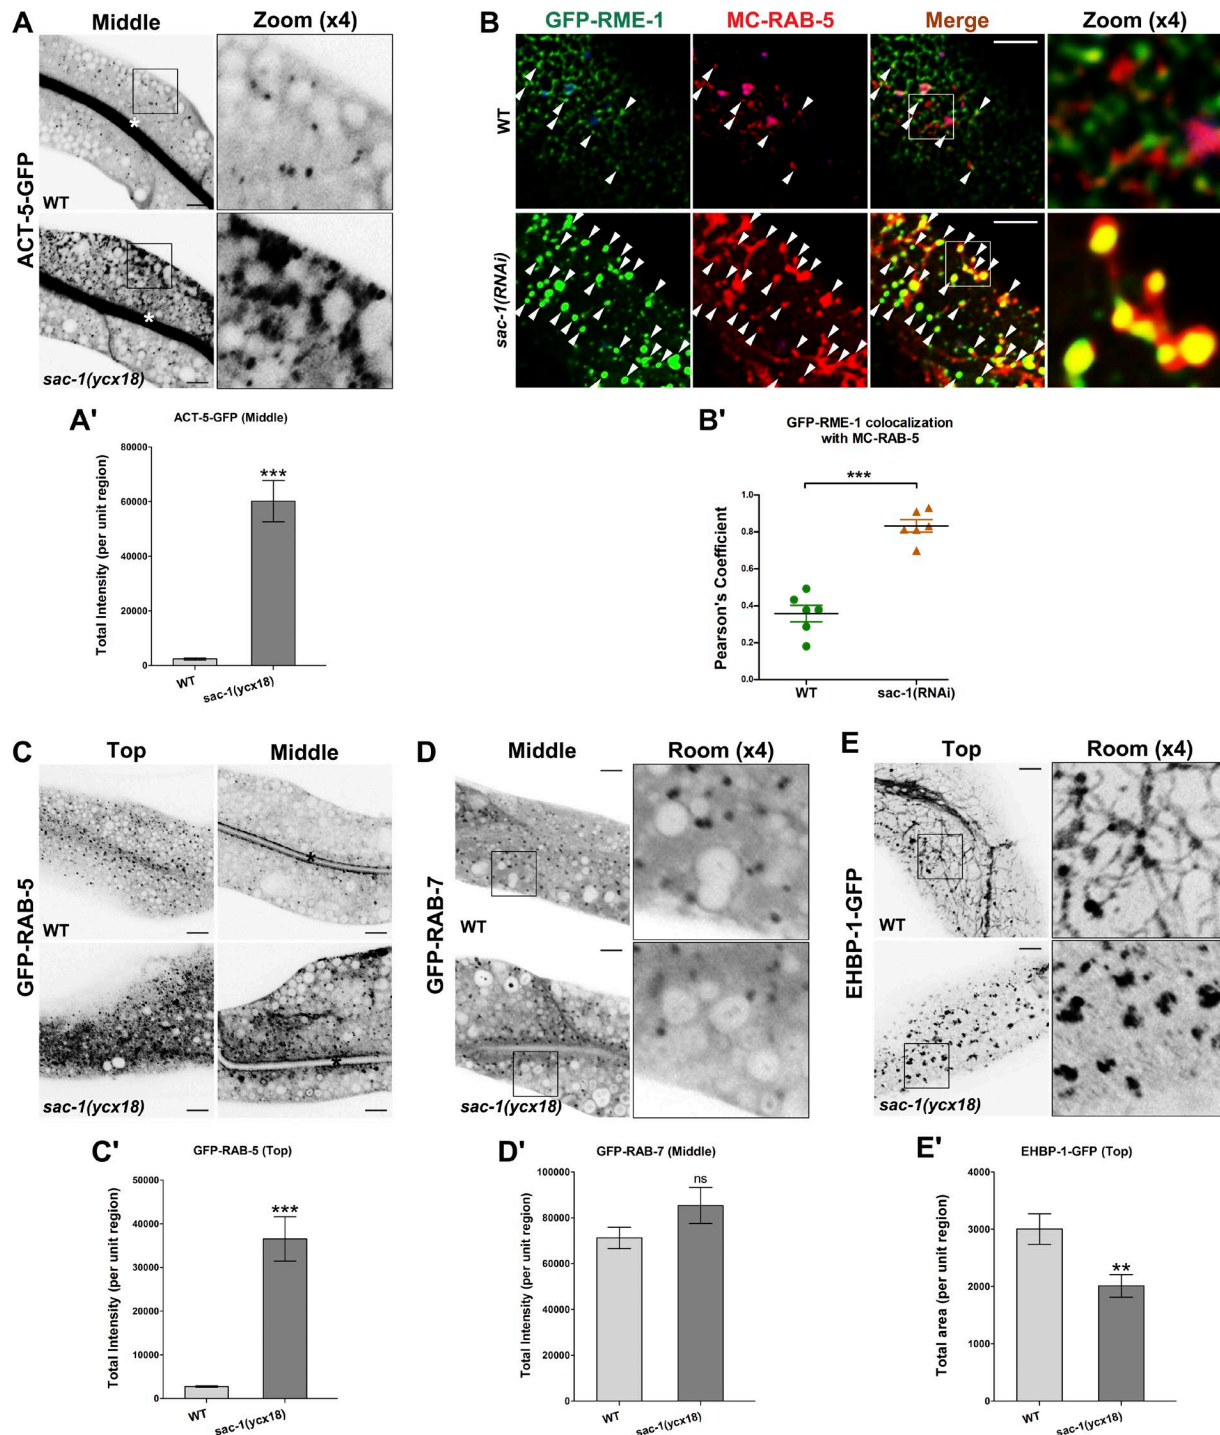 A
Middle
Zoom (x4)
ACT-5-GFP
*
WT
*
sac-1(ycx18)
B
GFP-RME-1
MC-RAB-5
Merge
Zoom (x4)
WT
sac-1(RNAi)
A'
ACT-5-GFP (Middle)
Total Intensity (per unit region)
80000
60000
40000
20000
0
***
WT
sac-1(ycx18)
B'
GFP-RME-1 colocalization
with MC-RAB-5
***
Pearson's Coefficient
1.0
0.8
0.6
0.4
0.2
0.0
WT
sac-1(RNAi)
C
Top
Middle
GFP-RAB-5
WT
*
sac-1(ycx18)
*
D
Middle
Room (x4)
GFP-RAB-7
WT
sac-1(ycx18)
E
Top
Room (x4)
EHBP-1-GFP
WT
sac-1(ycx18)
C'
GFP-RAB-5 (Top)
Total Intensity (per unit region)
50000
40000
30000
20000
10000
0
***
WT
sac-1(ycx18)
D'
GFP-RAB-7 (Middle)
Total Intensity (per unit region)
100000
80000
60000
40000
20000
0
ns
WT
sac-1(ycx18)
E'
EHBP-1-GFP (Top)
Total area (per unit region)
4000
3000
2000
1000
0
**
WT
sac-1(ycx18)